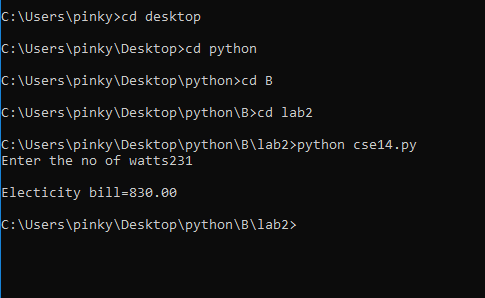 C:\Users\pinky>cd desktop
C:\Users\pinky\Desktop>cd python
C:\Users\pinky\Desktop\python>cd B
C:\Users\pinky\Desktop\python\B>cd lab2
C:\Users\pinky\Desktop\python\B\lab2>python cse14.py
Enter the no of watts231
Electicity bill=830.00
C:\Users\pinky\Desktop\python\B\lab2>